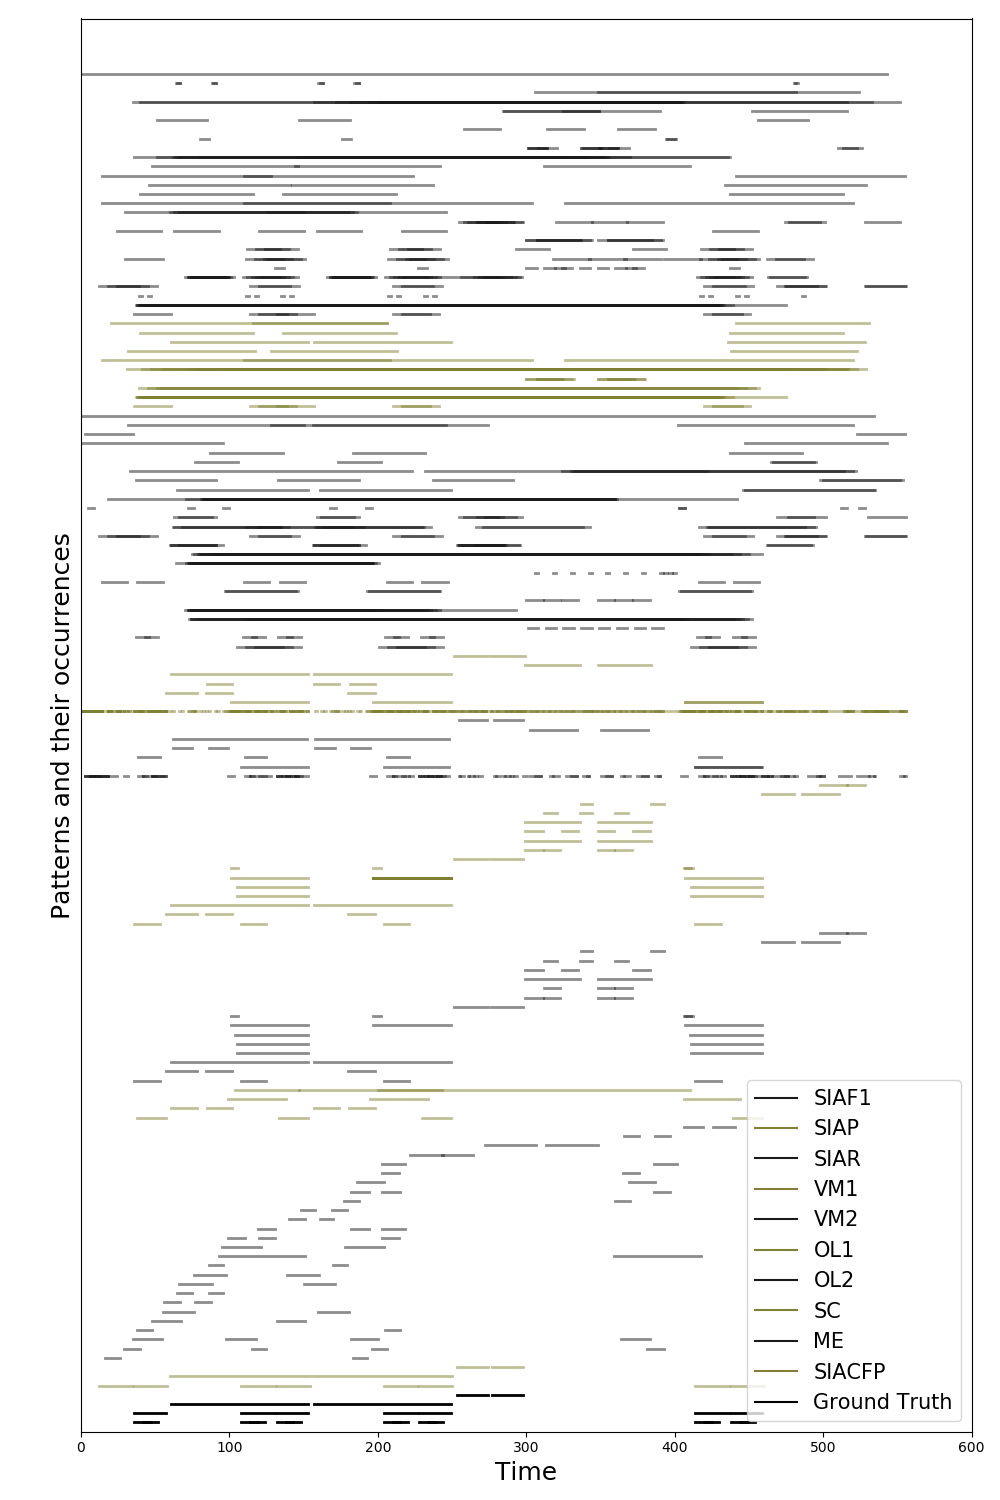 Patterns and their occurrences
SIAF1
SIAP
SIAR
VM1
VM2
OL1
OL2
SC
ME
SIACFP
Ground Truth
0 100 200 300 400 500 600
Time